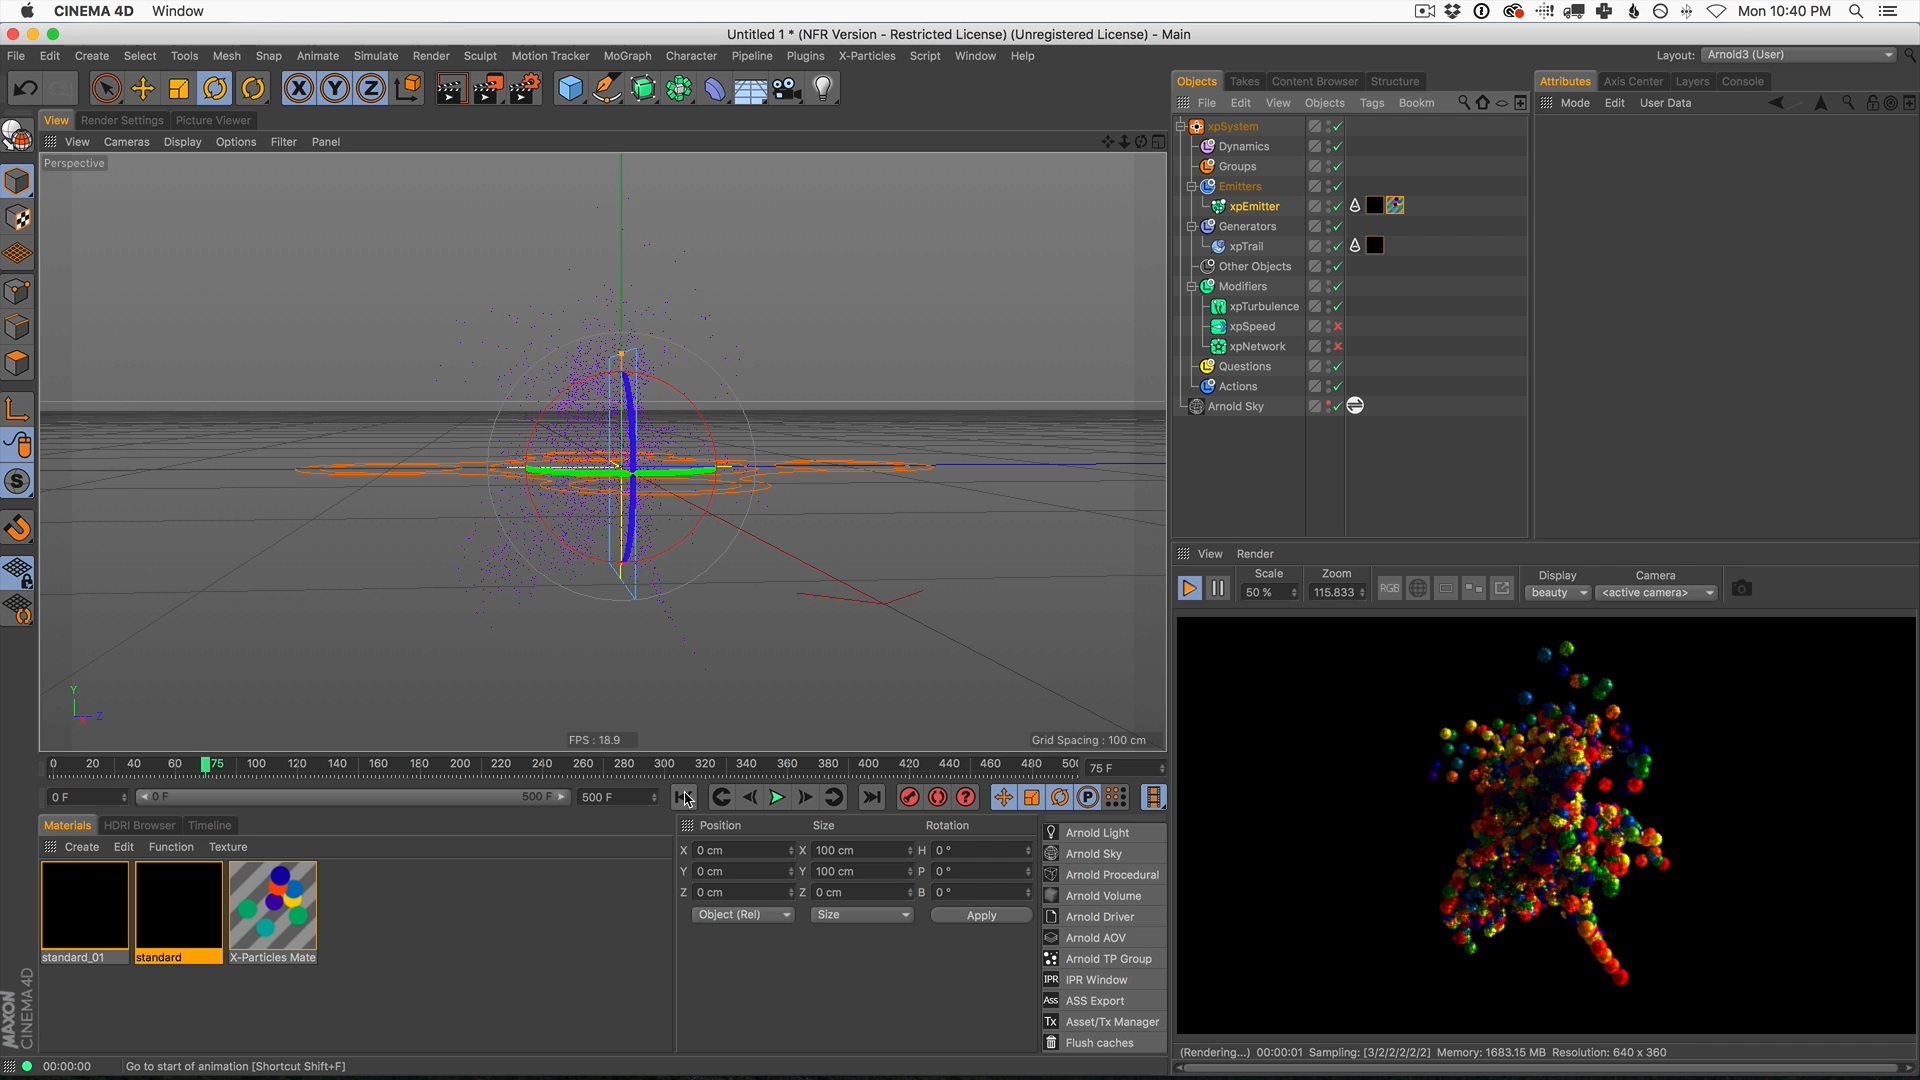 CINEMA 4D Window Mon 10:40 PM
Untitled 1 * (NFR Version - Restricted License) (Unregistered License) - Main
File Edit Create Select Tools Mesh Snap Animate Simulate Render Sculpt Motion Tracker MoGraph Character Pipeline Plugins X-Particles Script Window Help Layout: Arnold3 (User)
X Y Z
Objects Takes Content Browser Structure
Attributes Axis Center Layers Console
File Edit View Objects Tags Bookm
Mode Edit User Data
View Render Settings Picture Viewer
View Cameras Display Options Filter Panel
Perspective
xpSystem
Dynamics
Groups
Emitters
xpEmitter
Generators
xpTrail
Other Objects
Modifiers
xpTurbulence
xpSpeed
xpNetwork
Questions
Actions
Arnold Sky
Y
Z
FPS : 18.9
Grid Spacing : 100 cm
View Render
Scale Zoom Display Camera
50 % 115.833 RGB beauty <active camera>
0 20 40 60 75 100 120 140 160 180 200 220 240 260 280 300 320 340 360 380 400 420 440 460 480 500 75 F
0 F 0 F 500 F 500 F
P
Materials HDRI Browser Timeline
Create Edit Function Texture
standard_01 standard X-Particles Mate
Position Size Rotation
X 0 cm X 100 cm H 0 °
Y 0 cm Y 100 cm P 0 °
Z 0 cm Z 0 cm B 0 °
Object (Rel) Size Apply
Arnold Light
Arnold Sky
Arnold Procedural
Arnold Volume
Arnold Driver
Arnold AOV
Arnold TP Group
IPR IPR Window
Ass ASS Export
Tx Asset/Tx Manager
Flush caches
MAXON
CINEMA 4D
(Rendering...) 00:00:01 Sampling: [3/2/2/2/2/2] Memory: 1683.15 MB Resolution: 640 x 360
00:00:00 Go to start of animation [Shortcut Shift+F]